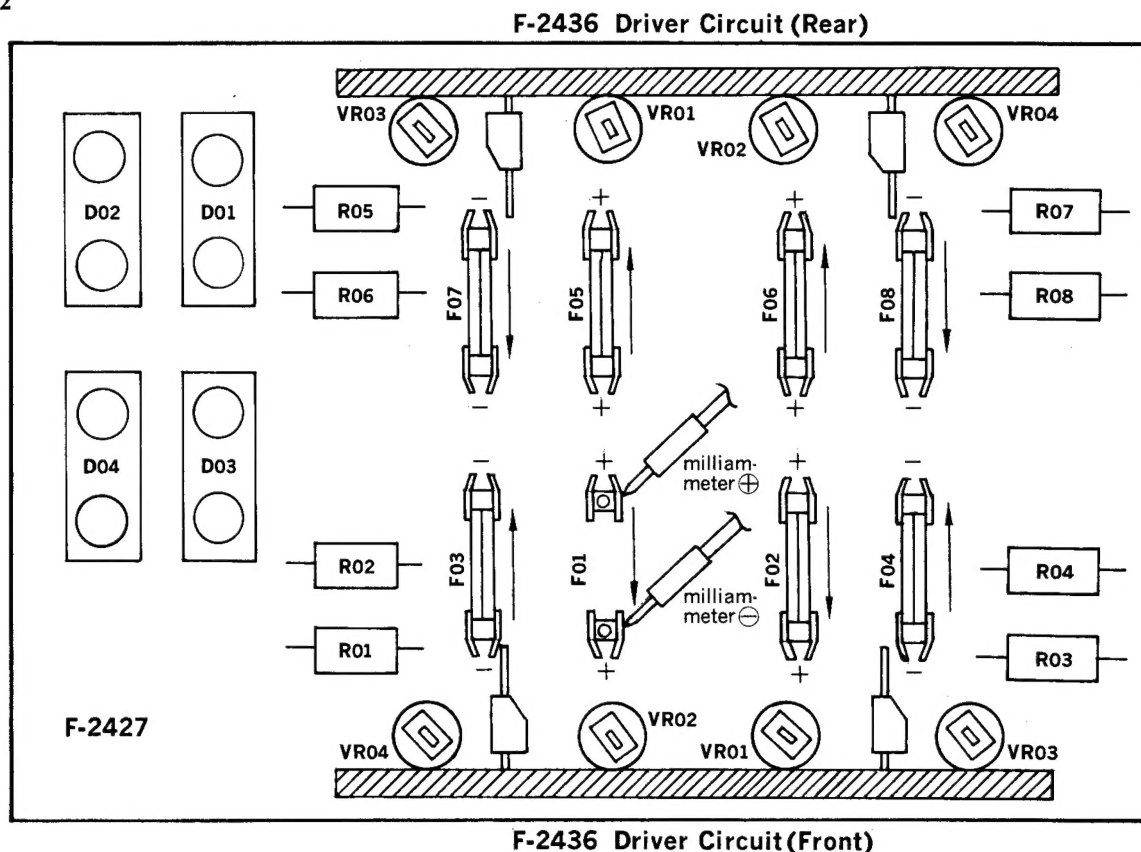 2
F-2436 Driver Circuit (Rear)
VR03
VR01
VR02
VR04
D02
D01
R05
R07
R06
R08
− + + −
F07
F05
F06
F08
− + + −
D04
D03
− + + −
milliam-
meter ⊕
F03
F01
F02
F04
milliam-
meter ⊖
R02
R04
R01
R03
− + + −
F-2427
VR04
VR02
VR01
VR03
F-2436 Driver Circuit (Front)